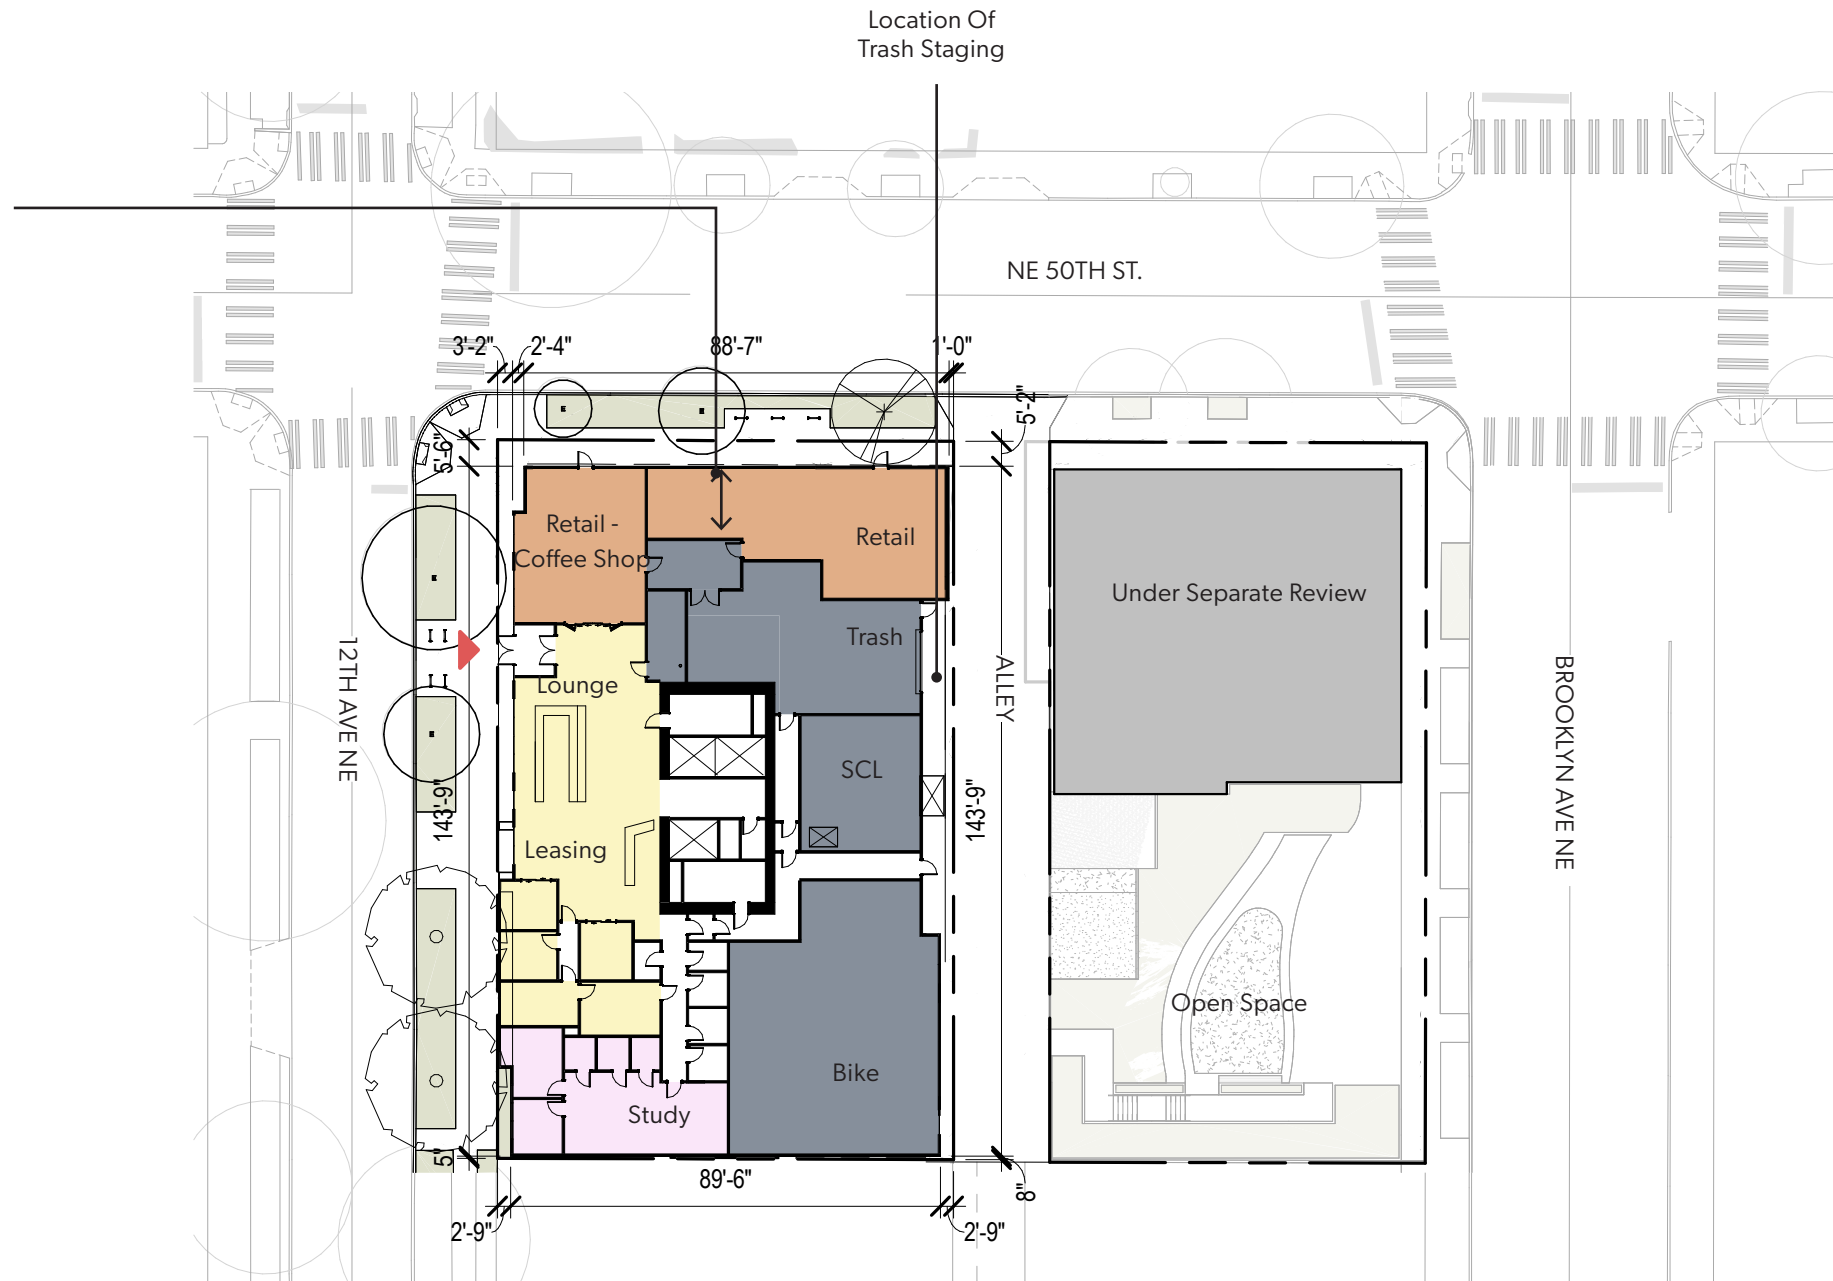 Location Of
Trash Staging
NE 50TH ST.
3'-2"
2'-4"
88'-7"
1'-0"
5'-2"
5'-6"
Retail -
Coffee Shop
Retail
Under Separate Review
Trash
12TH AVE NE
Lounge
ALLEY
BROOKLYN AVE NE
SCL
143'-9"
143'-9"
Leasing
Open Space
Bike
Study
5"
89'-6"
8"
2'-9"
2'-9"